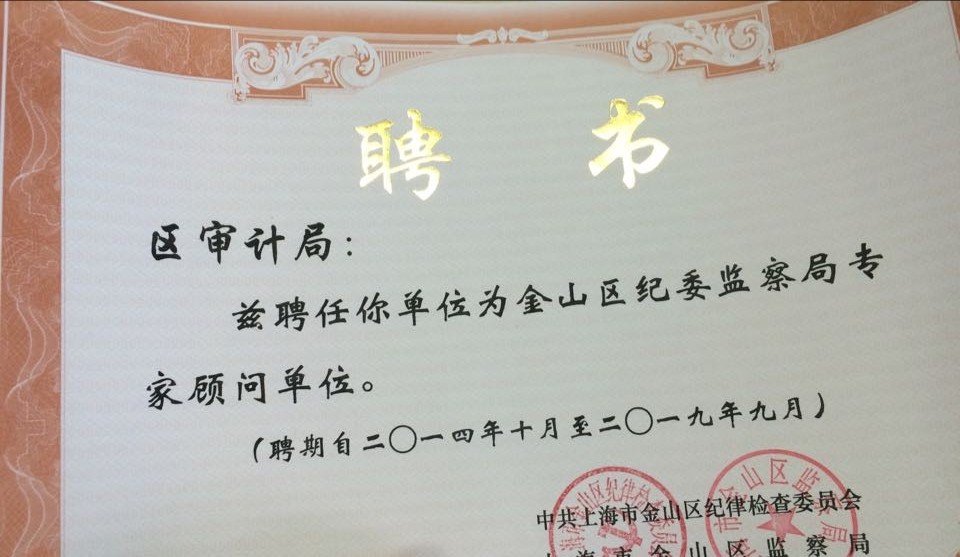 聘 书
区审计局：
兹聘任你单位为金山区纪委监察局专
家顾问单位。
（聘期自二〇一四年十月至二〇一九年九月）
中共上海市金山区纪律检查委员会
上海市金山区监察局